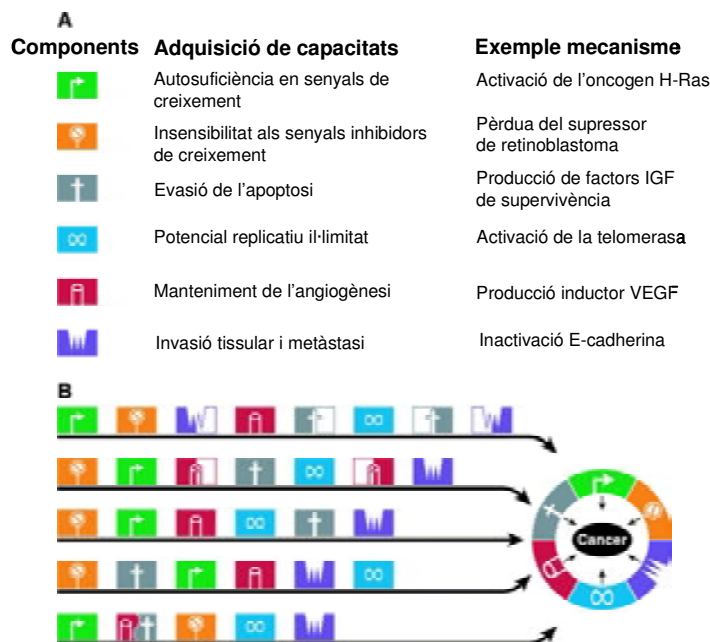 A
Components Adquisició de capacitats Exemple mecanisme
Autosuficiència en senyals de
creixement
Activació de l'oncogen H-Ras
Insensibilitat als senyals inhibidors
de creixement
Pèrdua del supressor
de retinoblastoma
Evasió de l'apoptosi
Producció de factors IGF
de supervivència
Potencial replicatiu il·limitat
Activació de la telomerasa
Manteniment de l'angiogènesi
Producció inductor VEGF
Invasió tissular i metàstasi
Inactivació E-cadherina
B
Cancer